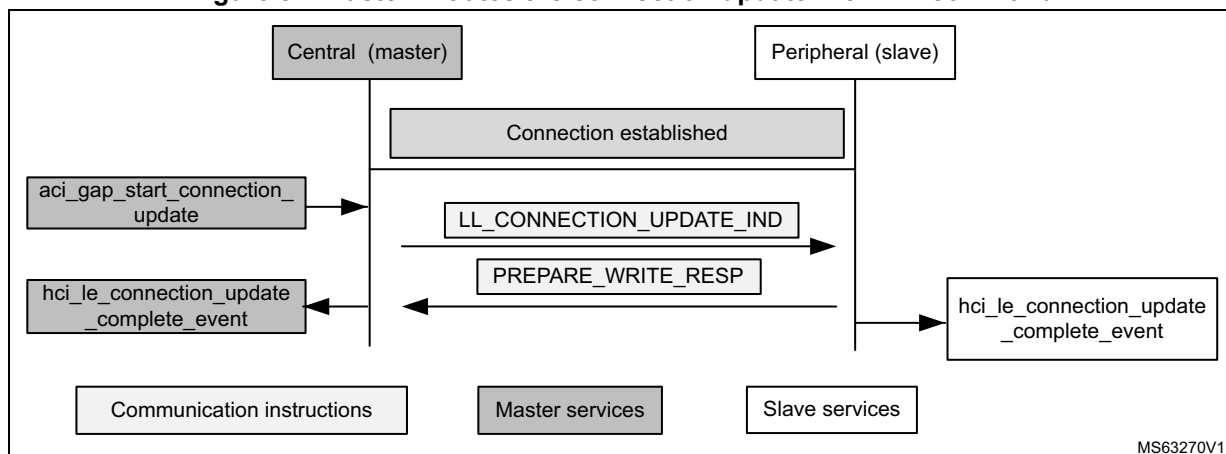 Central (master)
Peripheral (slave)
Connection established
aci_gap_start_connection_
update
LL_CONNECTION_UPDATE_IND
PREPARE_WRITE_RESP
hci_le_connection_update
_complete_event
hci_le_connection_update
_complete_event
Communication instructions
Master services
Slave services
MS63270V1